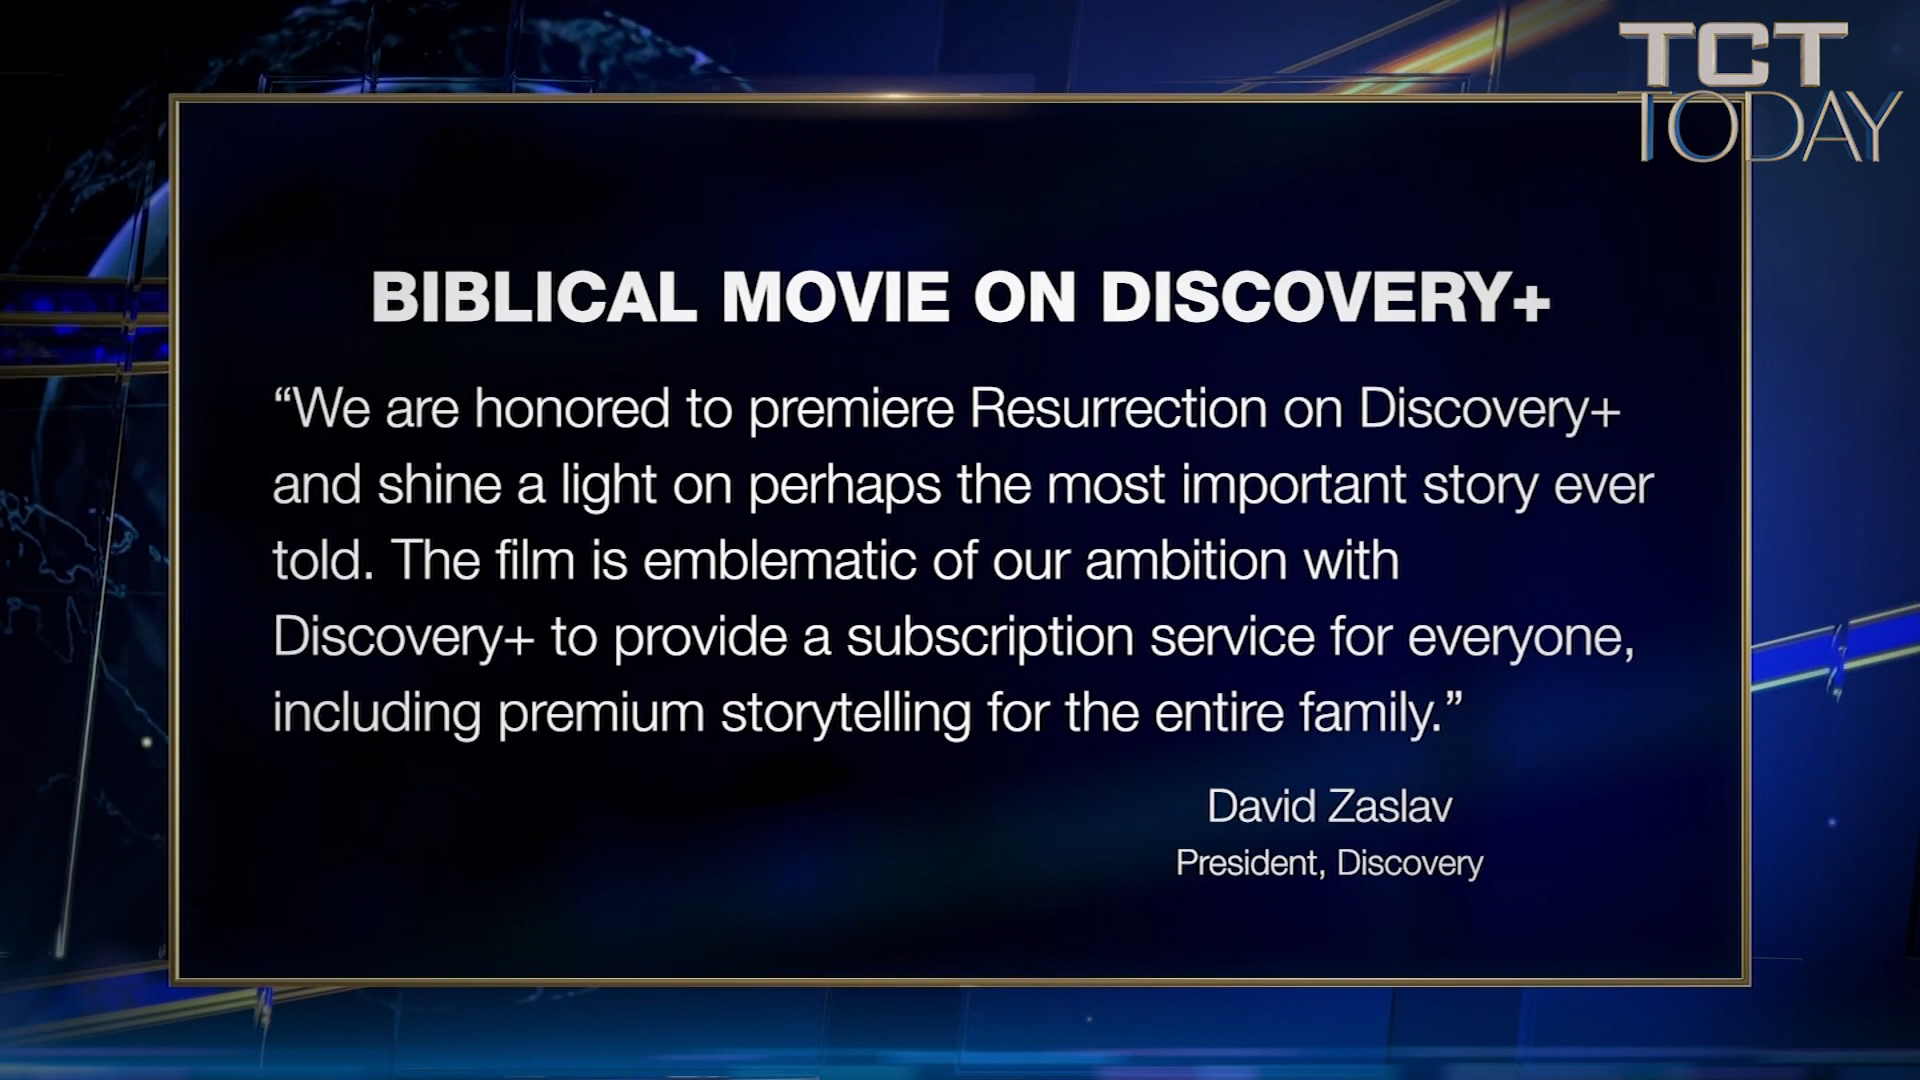 TCT
TODAY
BIBLICAL MOVIE ON DISCOVERY+
“We are honored to premiere Resurrection on Discovery+
and shine a light on perhaps the most important story ever
told. The film is emblematic of our ambition with
Discovery+ to provide a subscription service for everyone,
including premium storytelling for the entire family.”
David Zaslav
President, Discovery